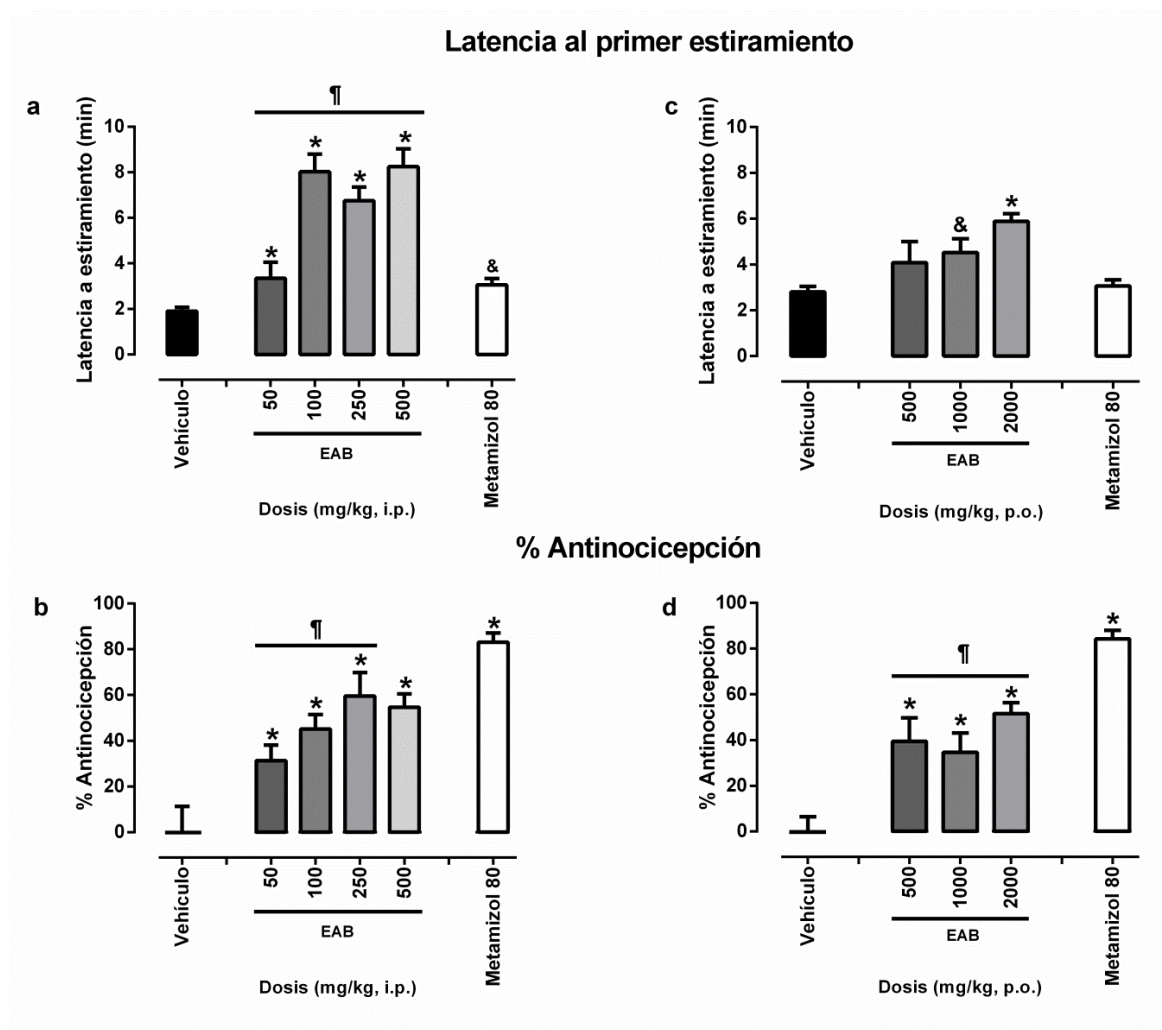 Latencia al primer estiramiento
a
Latencia a estiramiento (min)
10
8
6
4
2
0
¶
*
*
*
*
&
Vehículo
50
100
250
500
Metamizol 80
EAB
Dosis (mg/kg, i.p.)
c
Latencia a estiramiento (min)
10
8
6
4
2
0
&
*
Vehículo
500
1000
2000
Metamizol 80
EAB
Dosis (mg/kg, p.o.)
% Antinocicepción
b
% Antinocicepción
100
80
60
40
20
0
¶
*
*
*
*
*
Vehículo
50
100
250
500
Metamizol 80
EAB
Dosis (mg/kg, i.p.)
d
% Antinocicepción
100
80
60
40
20
0
¶
*
*
*
*
Vehículo
500
1000
2000
Metamizol 80
EAB
Dosis (mg/kg, p.o.)